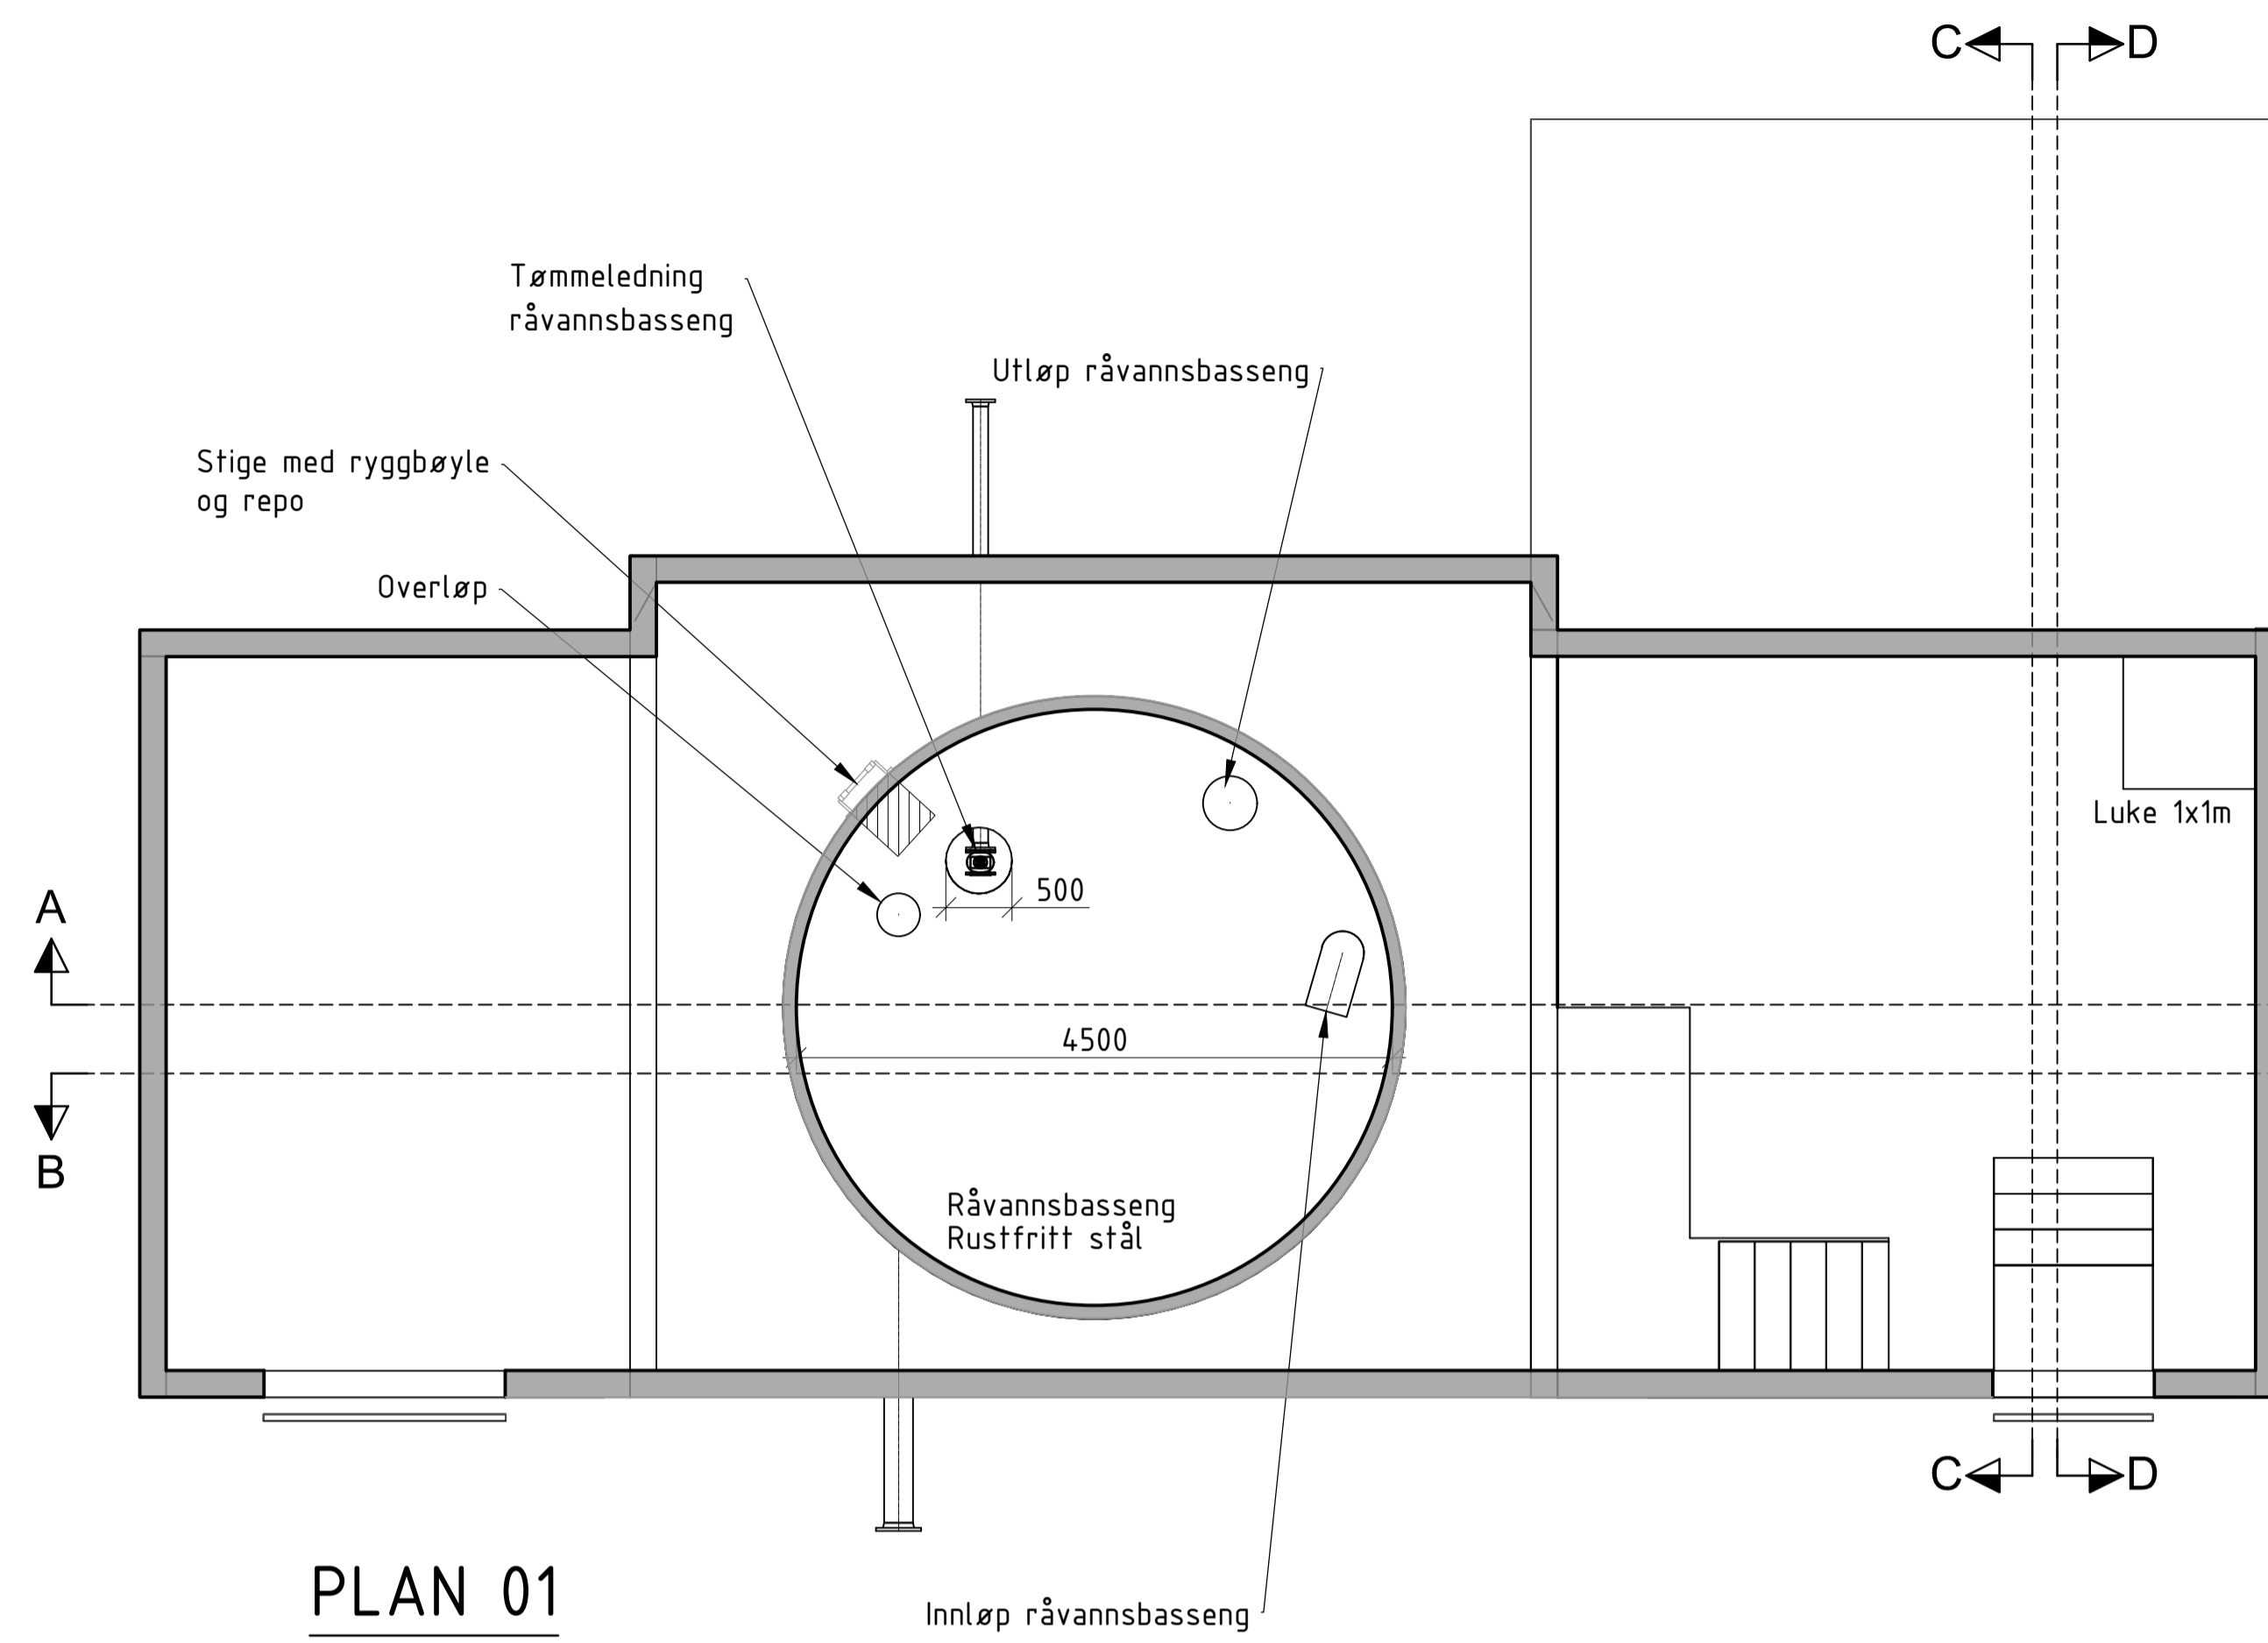 C D
Tømmeledning
råvannsbasseng
Utløp råvannsbasseng
Stige med ryggbøyle
og repo
Overløp
Luke 1x1m
500
A
4500
B
Råvannsbasseng
Rustfritt stål
C D
PLAN 01
Innløp råvannsbasseng